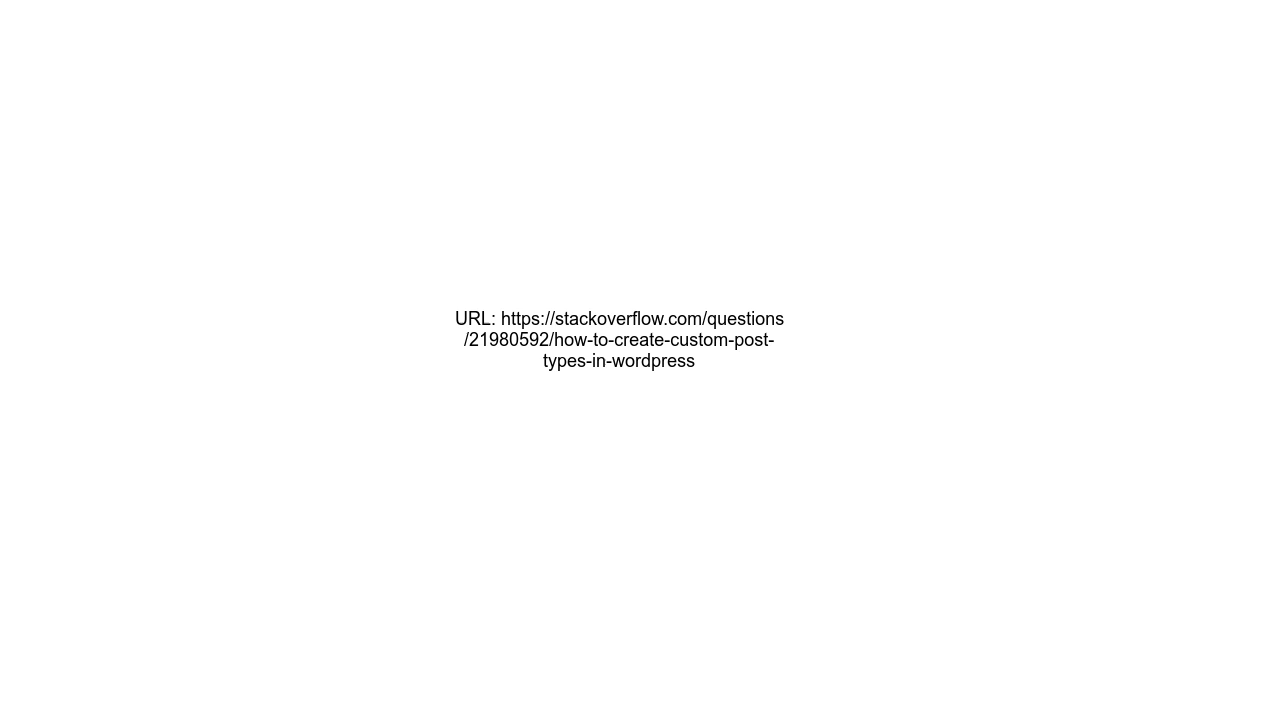 URL: https://stackoverflow.com/questions
/21980592/how-to-create-custom-post-
types-in-wordpress